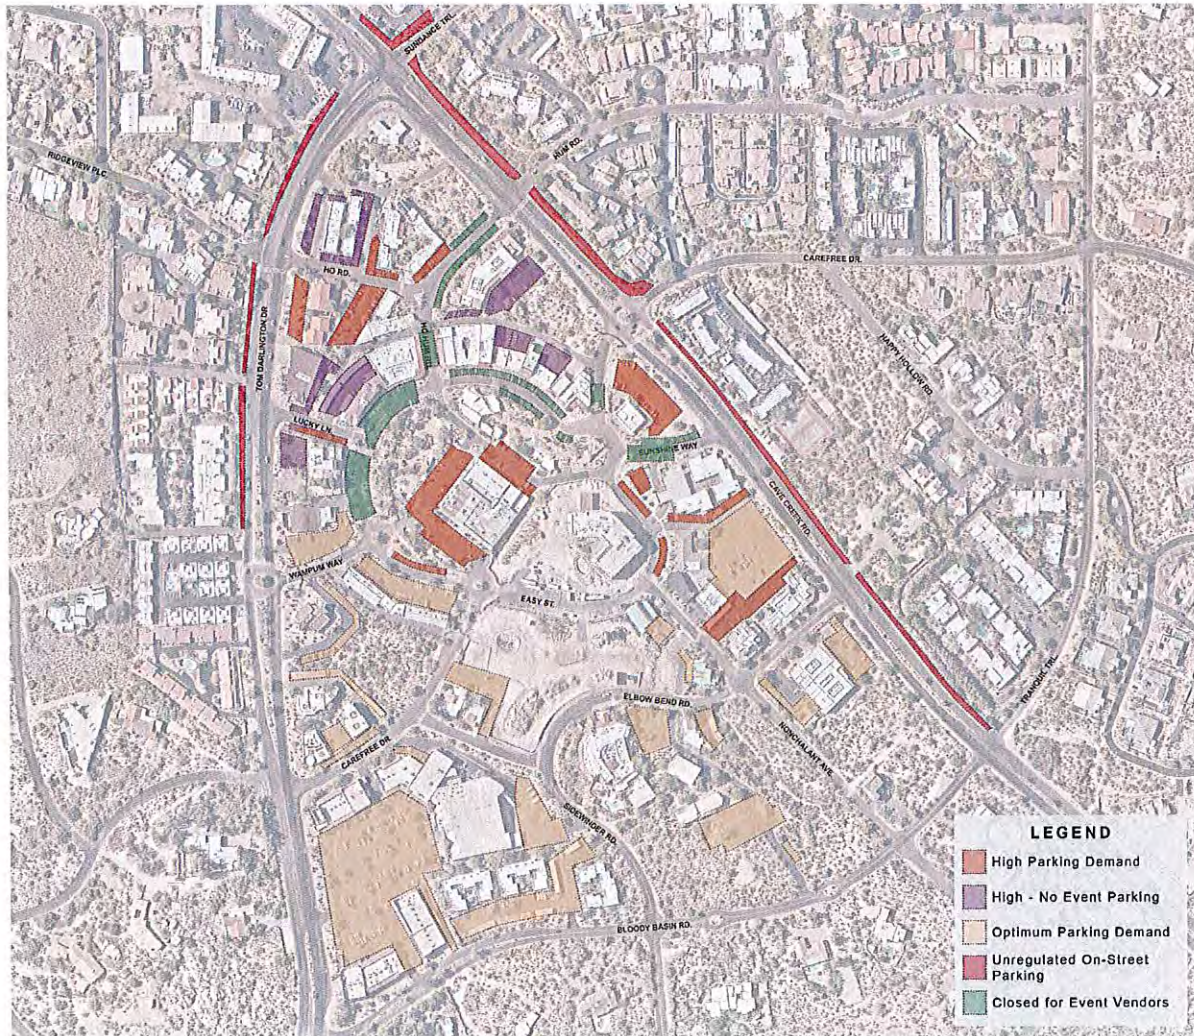 SUNDANCE TRL.
HUM RD.
RIDGEVIEW PLC.
CAREFREE DR.
HO RD.
TOM DARLINGTON DR
HO HUM RD
HAPPY HOLLOW RD.
LUCKY LN.
SUNSHINE WAY
CAVE CREEK RD.
WAMPUM WAY
EASY ST.
TRANQUIL TRL.
ELBOW BEND RD.
NONCHALANT AVE.
CAREFREE DR
SIDEWINDER RD.
BLOODY BASIN RD.
LEGEND
High Parking Demand
High - No Event Parking
Optimum Parking Demand
Unregulated On-Street
Parking
Closed for Event Vendors